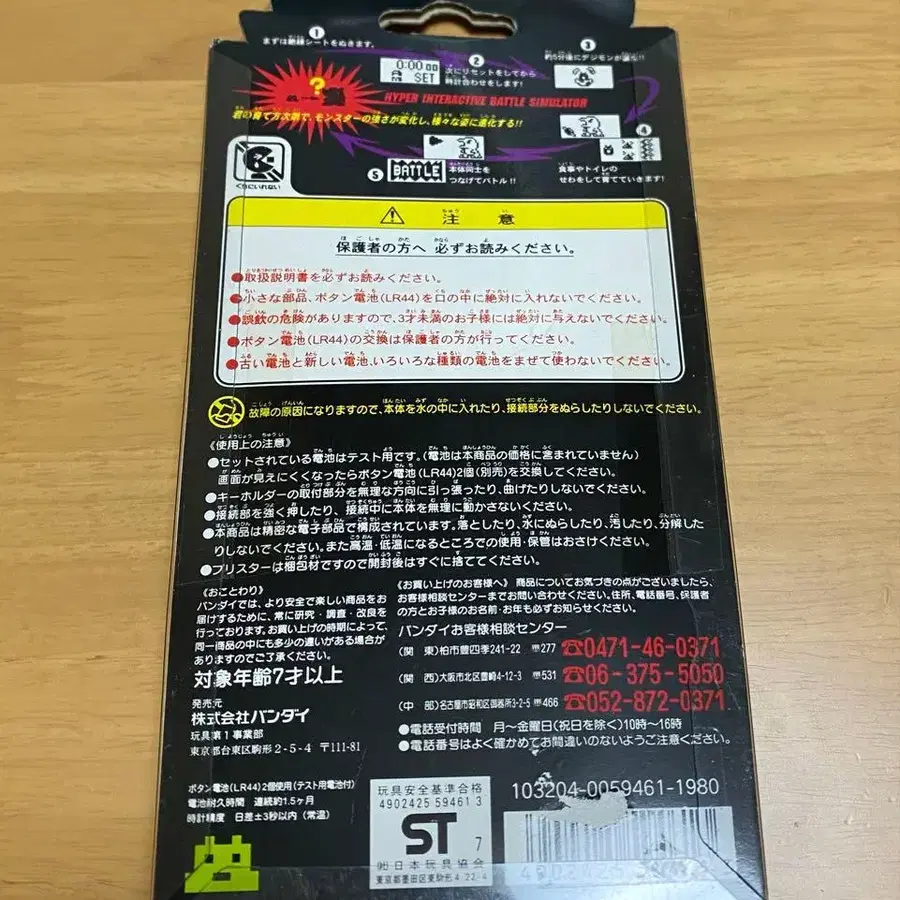 ① まずは絶縁シートをぬきます。
0:00 00
AM SET
② 次にリセットをしてから
時計合わせをします!
③
約5分後にデジモンが誕生!!
?
HYPER INTERACTIVE BATTLE SIMULATOR
君の育て方次第で、モンスターの強さが変化し、様々な姿に進化する!!
④
食事やトイレの
せわをして育てていきます!
⑤ BATTLE 本体同士を
つなげてバトル!!
くちにいれない
⚠ 注意
保護者の方へ 必ずお読みください。
●取扱説明書を必ずお読みください。
●小さな部品、ボタン電池(LR44)を口の中に絶対に入れないでください。
●誤飲の危険がありますので、3才未満のお子様には絶対に与えないでください。
●ボタン電池(LR44)の交換は保護者の方が行ってください。
●古い電池と新しい電池、いろいろな種類の電池をまぜて使わないでください。
故障の原因になりますので、本体を水の中に入れたり、接続部分をぬらしたりしないでください。
《使用上の注意》
●セットされている電池はテスト用です。(電池は本商品の価格に含まれていません)
画面が見えにくくなったらボタン電池(LR44)2個(別売)を交換してください。
●キーホルダーの取付部分を無理な方向に引っ張ったり、曲げたりしないでください。
●接続部を強く押したり、接続中に本体を無理に動かさないください。
●本商品は精密な電子部品で構成されています。落としたり、水にぬらしたり、汚したり、分解した
りしないでください。また高温・低温になるところでの使用・保管はおさけください。
●ブリスターは梱包材ですので開封後はすぐに捨ててください。
《おことわり》
バンダイでは、より安全で楽しい商品をお
届けするために、常に研究・調査・改良を
行っております。お買い上げの時期によって、
同一商品の中にも多少の違いがある場合が
ありますのでご了承ください。
対象年齢7才以上
発売元
株式会社バンダイ
玩具第1事業部
東京都台東区駒形2-5-4 〒111-81
《お買い上げのお客様へ》 商品についてお気づきの点がございましたら、
お客様相談センターまでお問い合わせください。住所、電話番号、保護者
の方とお子様のお名前・お年も必ずお知らせください。
バンダイお客様相談センター
(関 東)柏市豊四季241-22 〒277 ☎0471-46-0371
(関 西)大阪市北区豊崎4-12-3 〒531 ☎06-375-5050
(中 部)名古屋市昭和区御器所3-2-5 〒466 ☎052-872-0371
●電話受付時間 月~金曜日(祝日を除く)10時~16時
●電話番号はよく確かめてお間違いのないようご注意ください。
ボタン電池(LR44)2個使用(テスト用電池付)
電池耐久時間 連続約1.5ヶ月
時計精度 日差±3秒以内(常温)
玩具安全基準合格
4902425 59461 3
ST 7
㈳日本玩具協会
東京都墨田区東駒形4-22-4
103204-0059461-1980